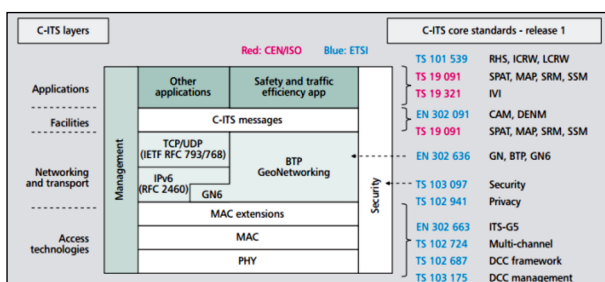 C-ITS layers
C-ITS core standards - release 1
Red: CEN/ISO
Blue: ETSI
Applications
Facilities
Networking
and transport
Access
technologies
Management
Other
applications
Safety and traffic
efficiency app
C-ITS messages
TCP/UDP
(IETF RFC 793/768)
IPv6
(RFC 2460)
GN6
BTP
GeoNetworking
MAC extensions
MAC
PHY
Security
TS 101 539 RHS, ICRW, LCRW
TS 19 091 SPAT, MAP, SRM, SSM
TS 19 321 IVI
EN 302 091 CAM, DENM
TS 19 091 SPAT, MAP, SRM, SSM
EN 302 636 GN, BTP, GN6
TS 103 097 Security
TS 102 941 Privacy
EN 302 663 ITS-G5
TS 102 724 Multi-channel
TS 102 687 DCC framework
TS 103 175 DCC management